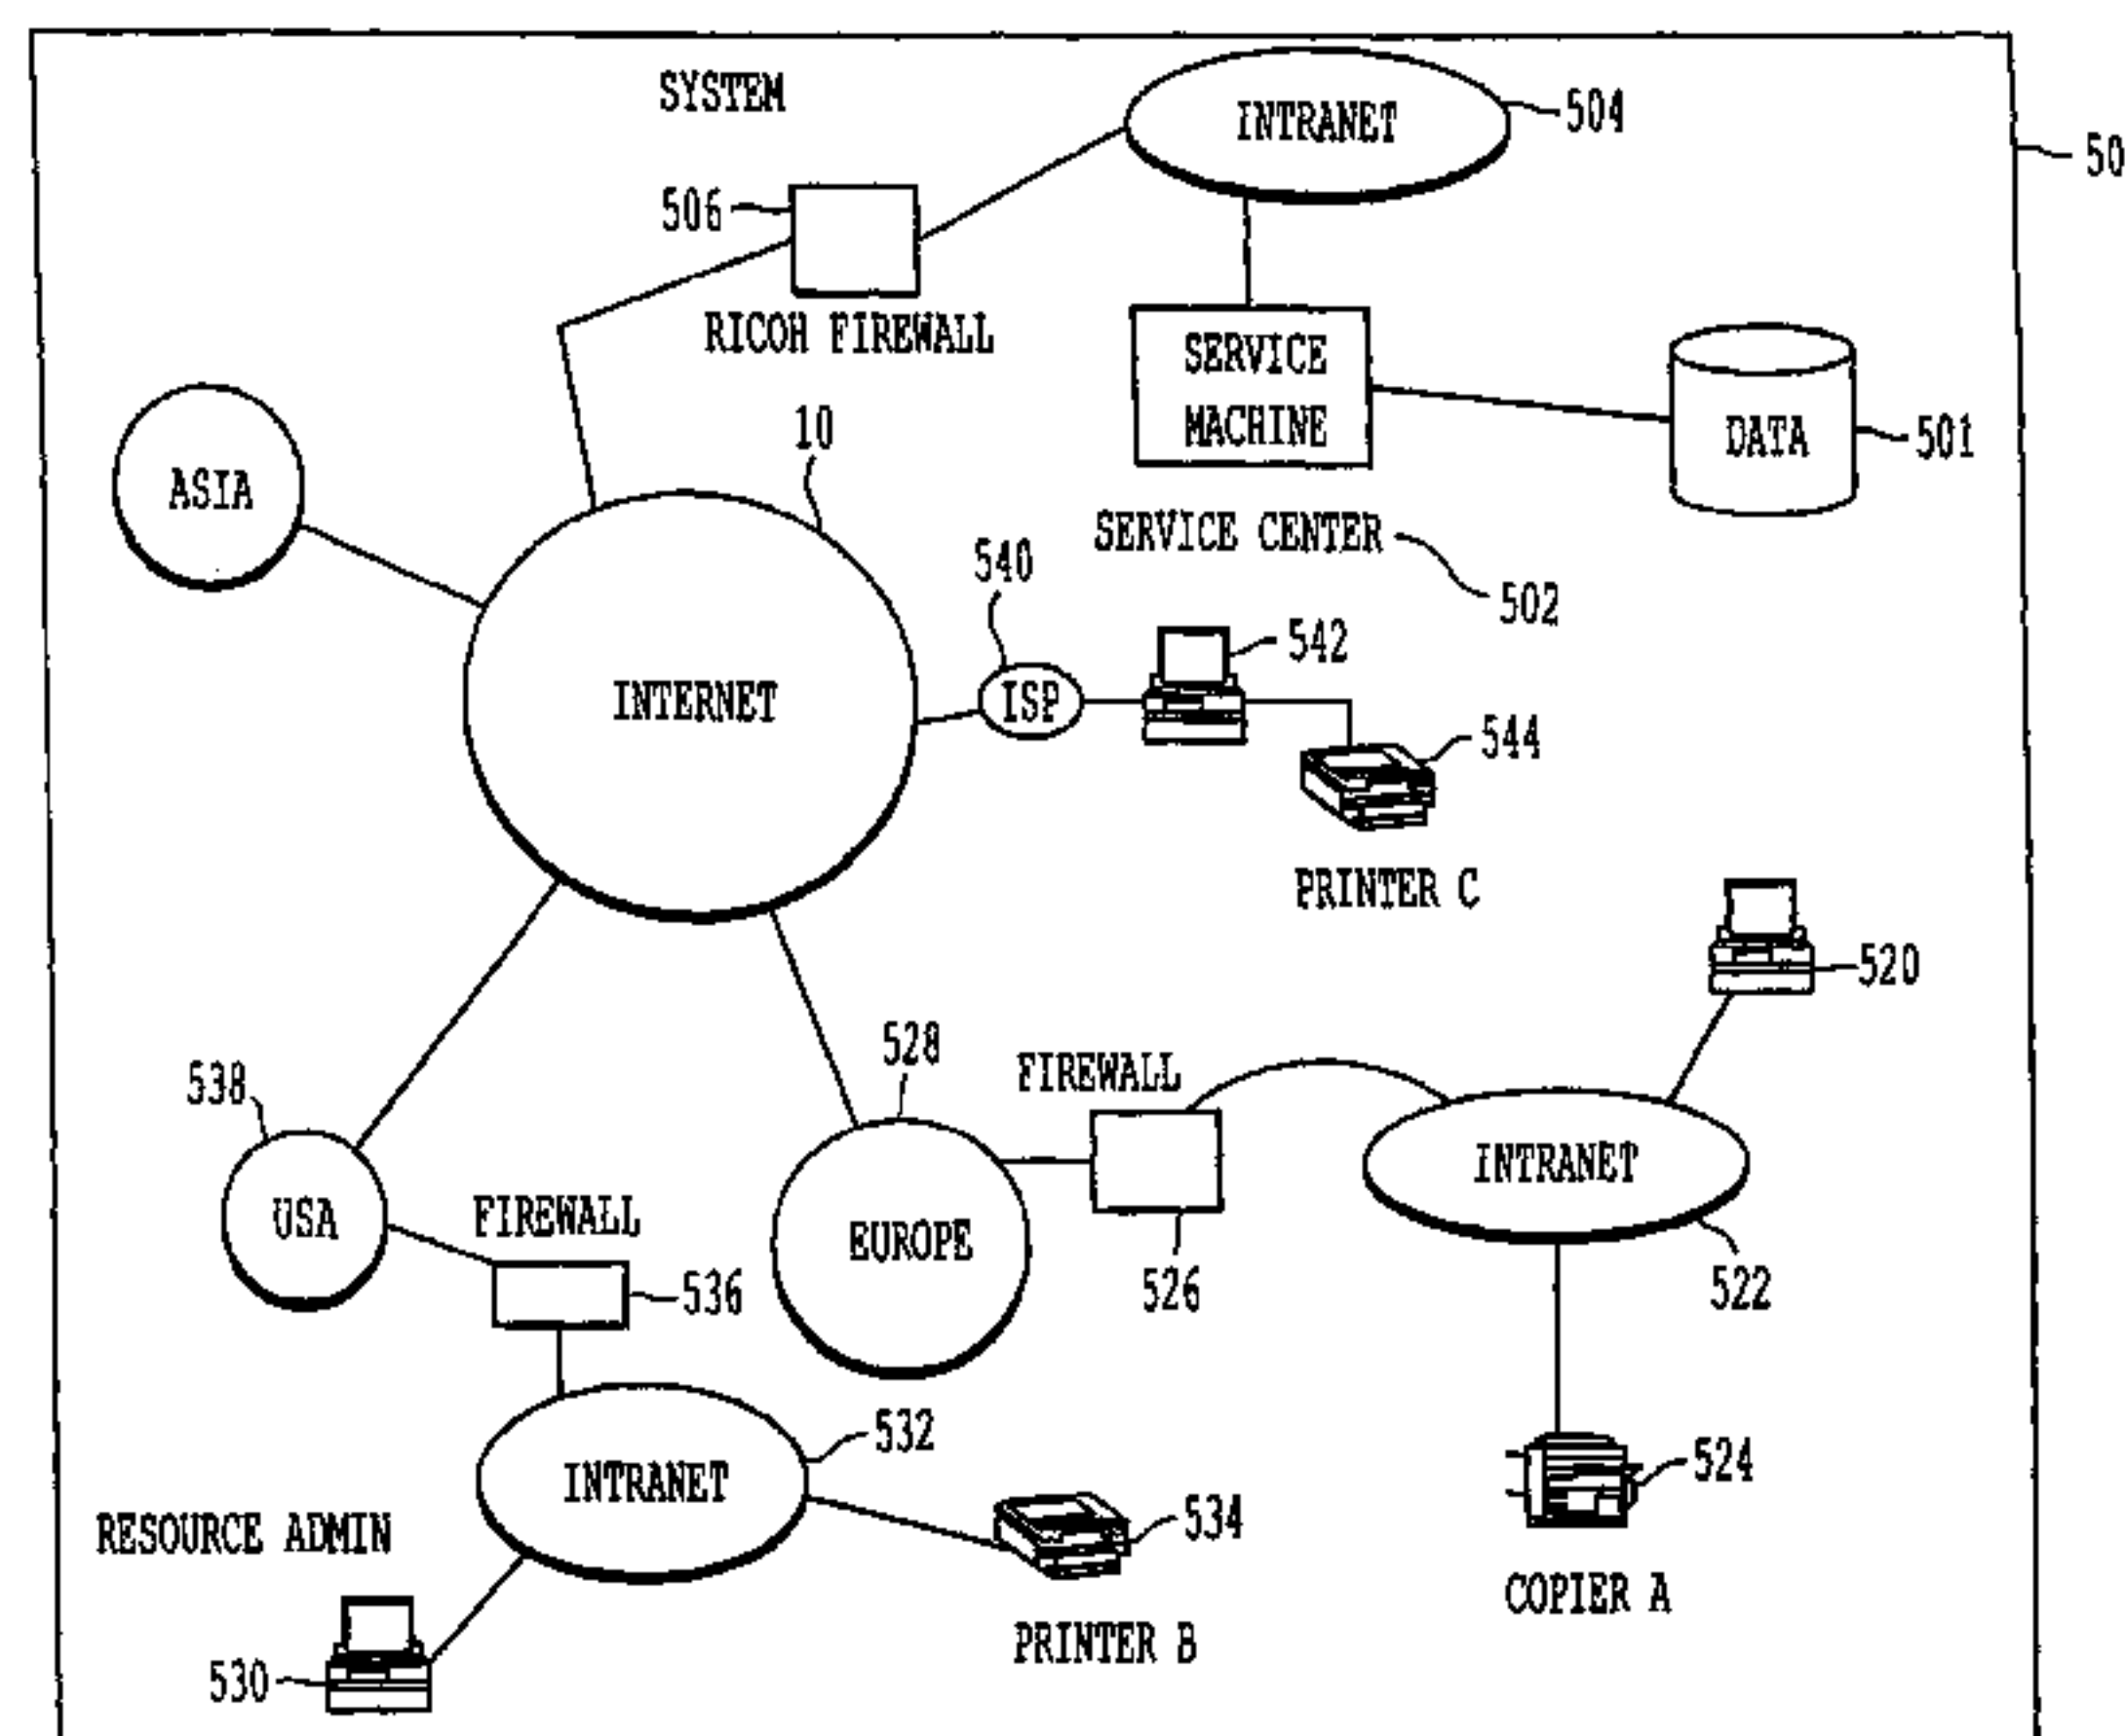 SYSTEM
INTRANET
504
50
506
RICOH FIREWALL
SERVICE
MACHINE
DATA
501
10
ASIA
SERVICE CENTER
502
540
542
INTERNET
ISP
544
PRINTER C
520
528
FIREWALL
538
INTRANET
USA
FIREWALL
EUROPE
536
526
522
532
INTRANET
524
RESOURCE ADMIN
534
COPIER A
PRINTER B
530